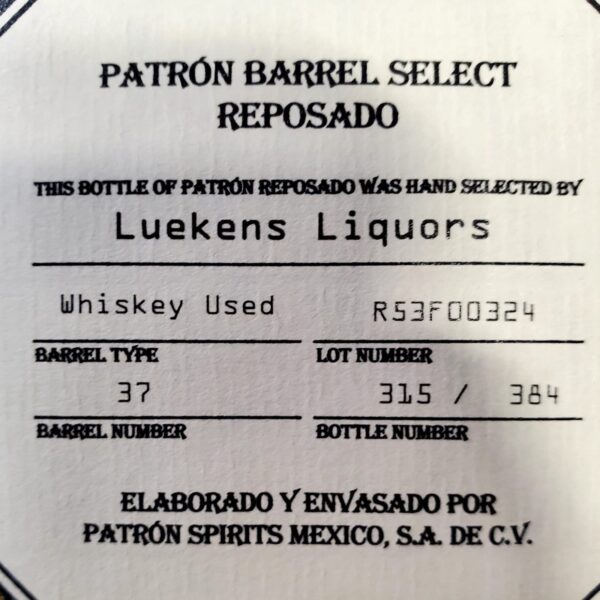 PATRÓN BARREL SELECT
REPOSADO
THIS BOTTLE OF PATRÓN REPOSADO WAS HAND SELECTED BY
Luekens Liquors
Whiskey Used R53F00324
BARREL TYPE LOT NUMBER
37 315 / 384
BARREL NUMBER BOTTLE NUMBER
ELABORADO Y ENVASADO POR
PATRÓN SPIRITS MEXICO, S.A. DE C.V.